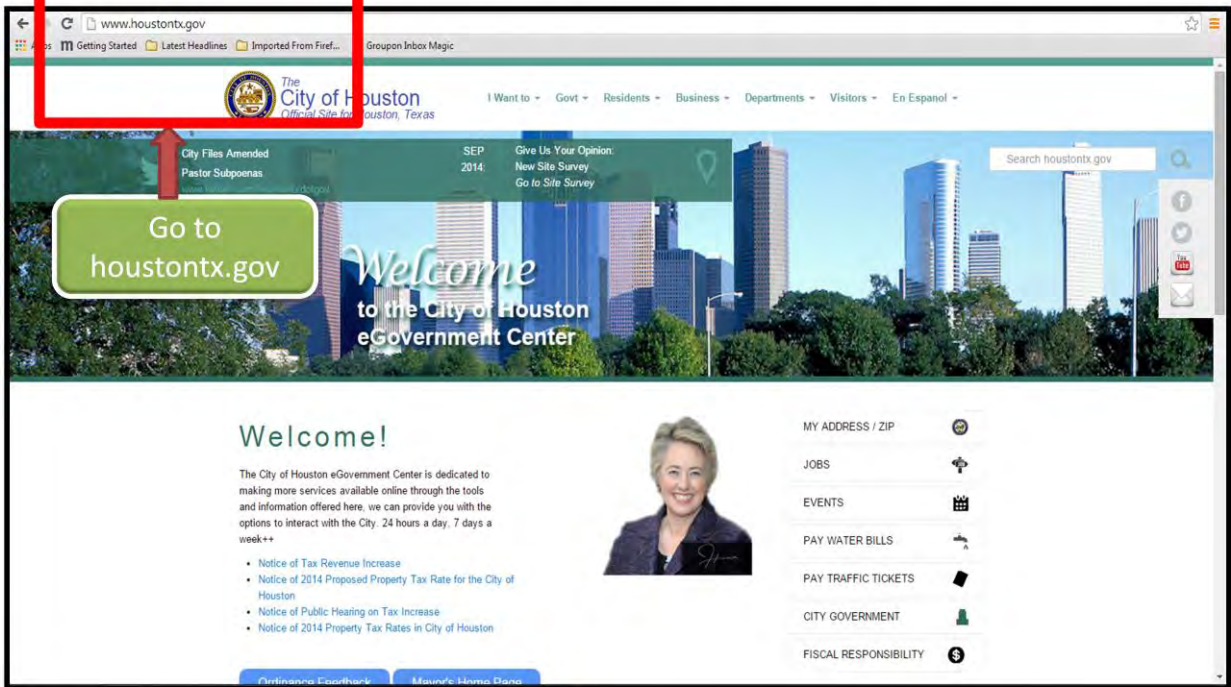 www.houstontx.gov
Getting Started Latest Headlines Imported From Firef... Groupon Inbox Magic
The
City of Houston
Official Site for Houston, Texas
I Want to Govt Residents Business Departments Visitors En Espanol
City Files Amended
Pastor Subpoenas
SEP
2014:
Give Us Your Opinion:
New Site Survey
Go to Site Survey
Search houstontx.gov
You
Tube
Go to
houstontx.gov
Welcome
to the City of Houston
eGovernment Center
Welcome!
The City of Houston eGovernment Center is dedicated to
making more services available online through the tools
and information offered here, we can provide you with the
options to interact with the City. 24 hours a day, 7 days a
week++
• Notice of Tax Revenue Increase
• Notice of 2014 Proposed Property Tax Rate for the City of
Houston
• Notice of Public Hearing on Tax Increase
• Notice of 2014 Property Tax Rates in City of Houston
Ordinance Feedback
Mayor's Home Page
MY ADDRESS / ZIP
JOBS
EVENTS
PAY WATER BILLS
PAY TRAFFIC TICKETS
CITY GOVERNMENT
FISCAL RESPONSIBILITY